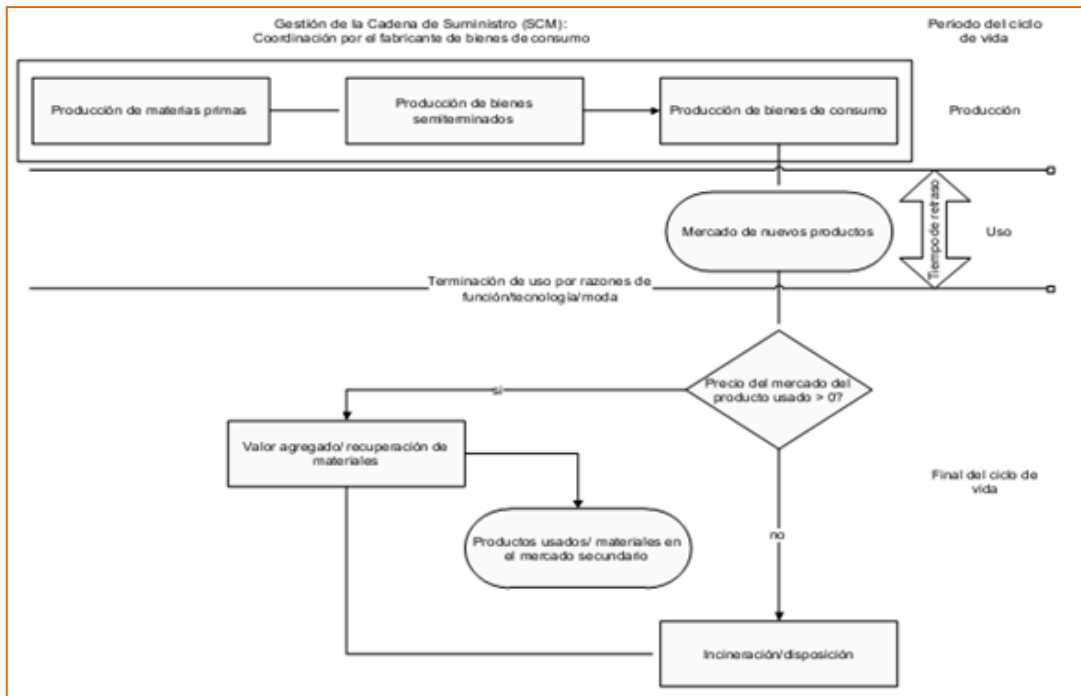 Gestión de la Cadena de Suministro (SCM):
Coordinación por el fabricante de bienes de consumo
Periodo del ciclo
de vida
Producción de materias primas
Producción de bienes
semiterminados
Producción de bienes de consumo
Producción
Mercado de nuevos productos
Tiempo de retraso
Uso
Terminación de uso por razones de
función/tecnología/moda
Precio del mercado del
producto usado > 0?
si
Valor agregado/ recuperación de
materiales
Final del ciclo de
vida
Productos usados/ materiales en
el mercado secundario
no
Incineración/disposición